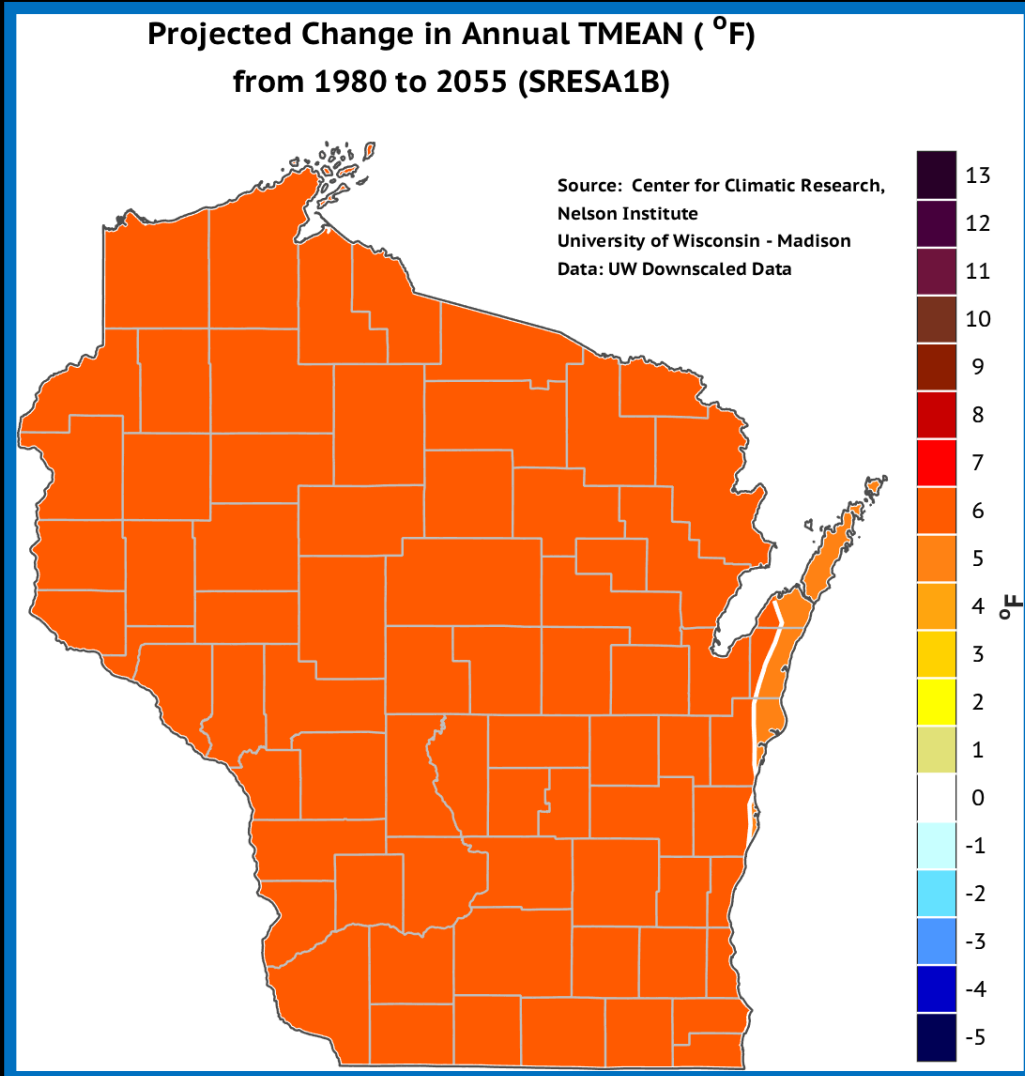 Projected Change in Annual TMEAN ( °F)
from 1980 to 2055 (SRESA1B)
Source: Center for Climatic Research,
Nelson Institute
University of Wisconsin - Madison
Data: UW Downscaled Data
13
12
11
10
9
8
7
6
5
4
3
2
1
0
-1
-2
-3
-4
-5
°F